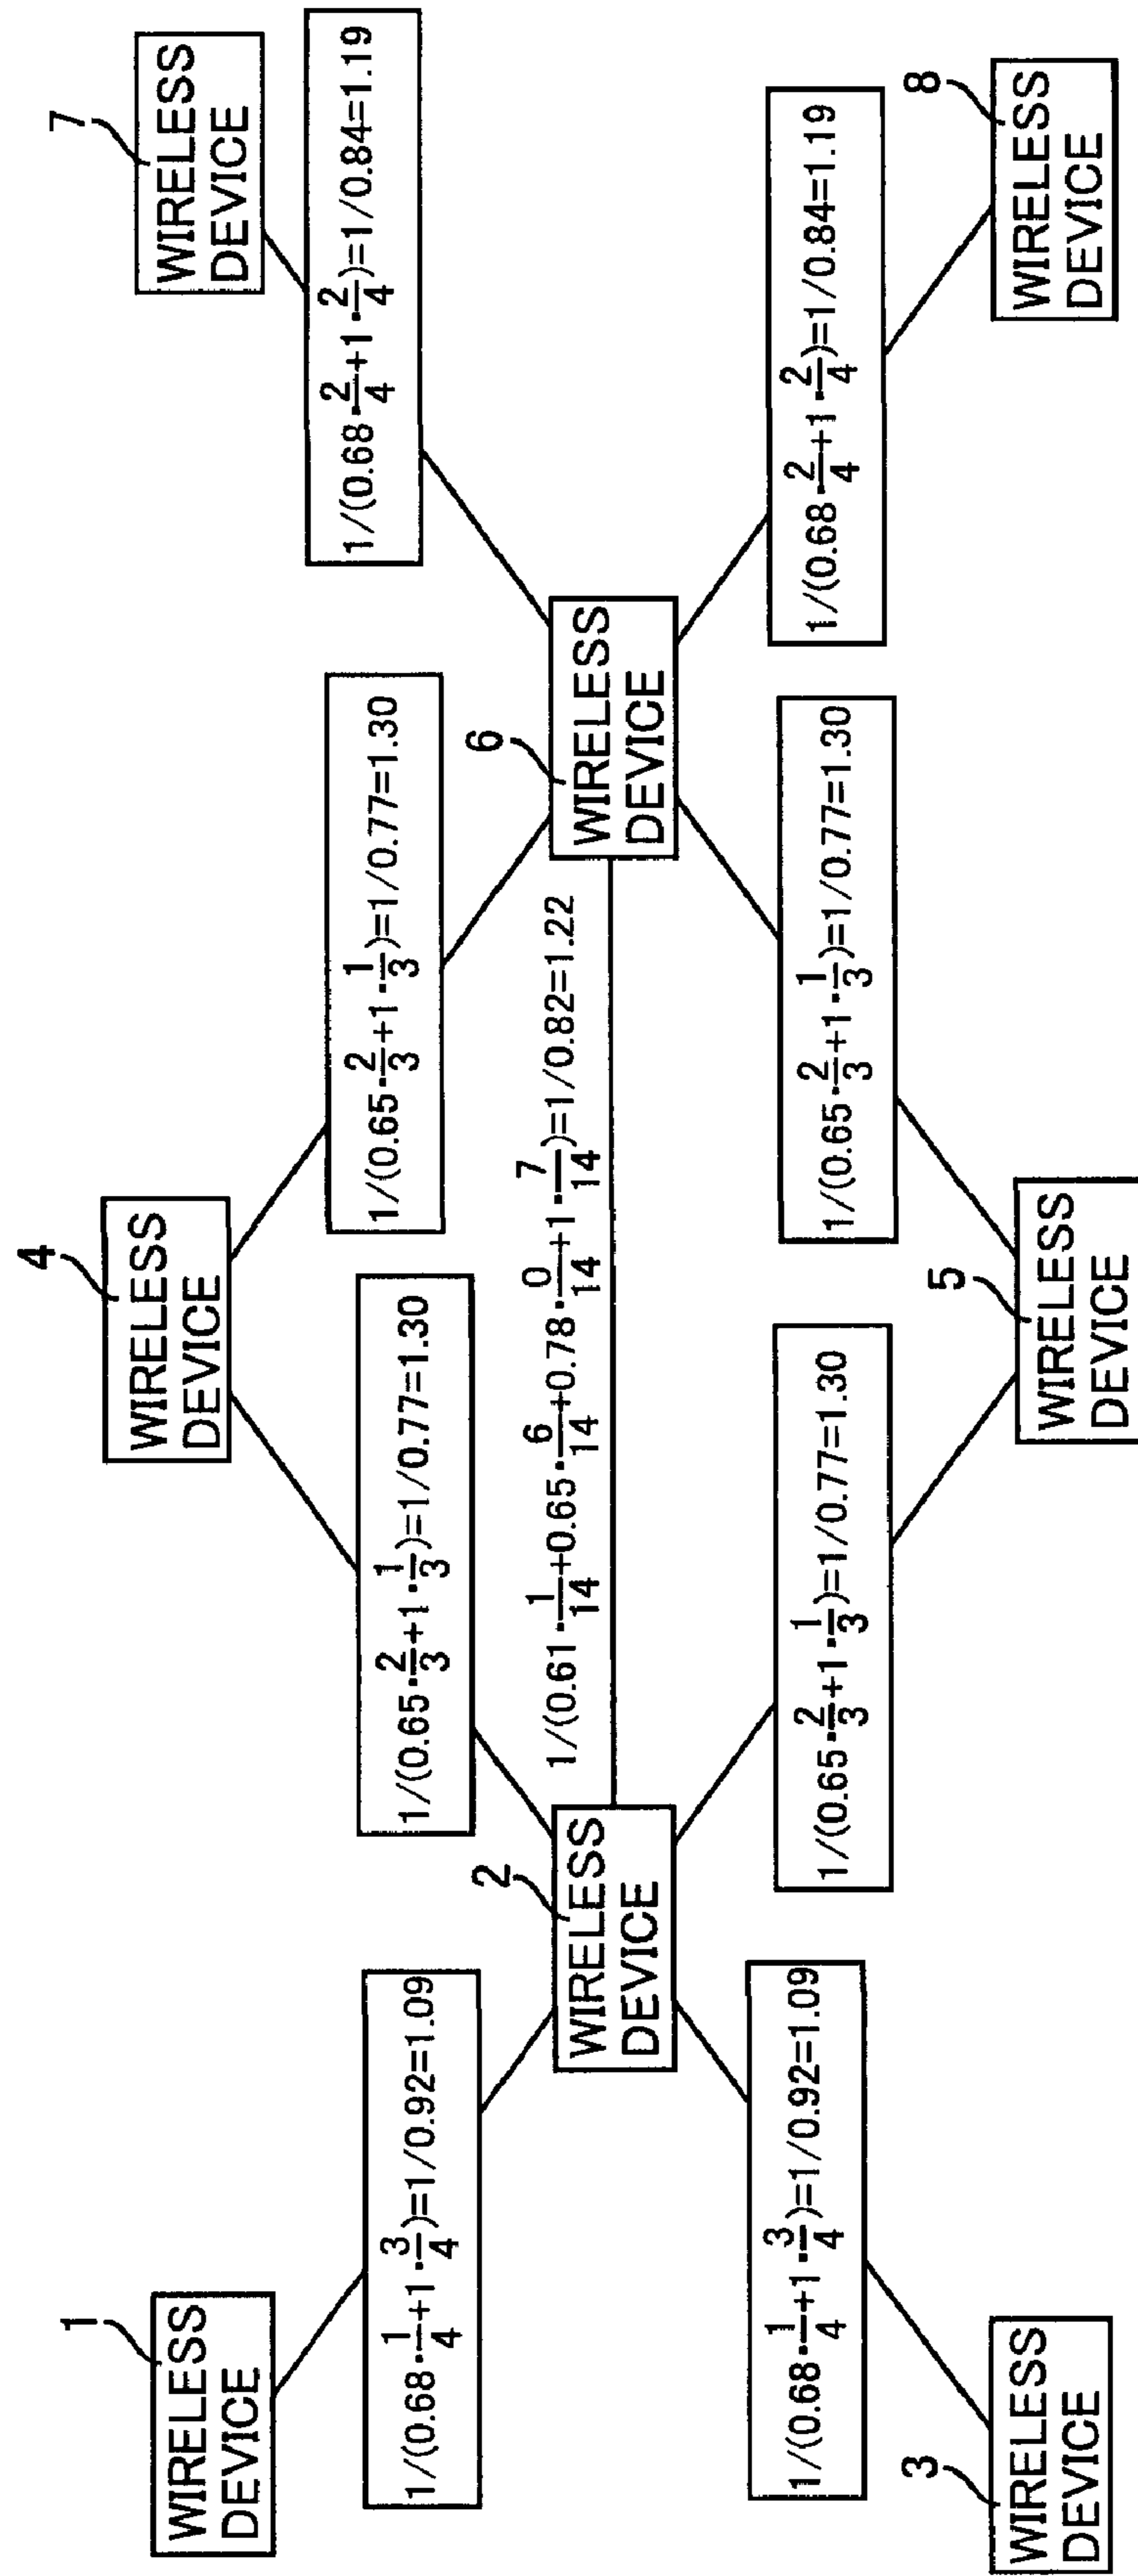 1
WIRELESS
DEVICE
4
WIRELESS
DEVICE
7
WIRELESS
DEVICE
1/(0.68·1/4+1·3/4)=1/0.92=1.09
1/(0.65·2/3+1·1/3)=1/0.77=1.30
1/(0.65·2/3+1·1/3)=1/0.77=1.30
1/(0.68·2/4+1·2/4)=1/0.84=1.19
2
WIRELESS
DEVICE
1/(0.61·1/14+0.65·6/14+0.78·0/14+1·7/14)=1/0.82=1.22
6
WIRELESS
DEVICE
1/(0.68·1/4+1·3/4)=1/0.92=1.09
1/(0.65·2/3+1·1/3)=1/0.77=1.30
1/(0.65·2/3+1·1/3)=1/0.77=1.30
1/(0.68·2/4+1·2/4)=1/0.84=1.19
3
WIRELESS
DEVICE
5
WIRELESS
DEVICE
8
WIRELESS
DEVICE